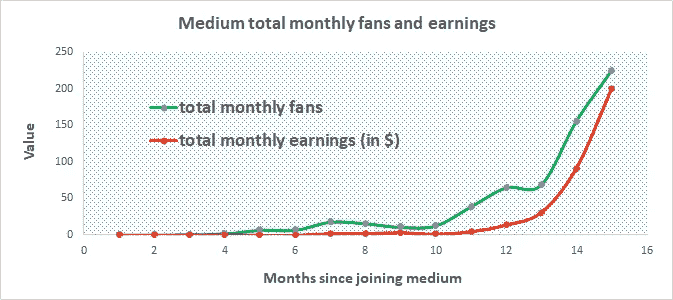 Medium total monthly fans and earnings
250
200
150
100
50
0
Value
total monthly fans
total monthly earnings (in $)
0 2 4 6 8 10 12 14 16
Months since joining medium